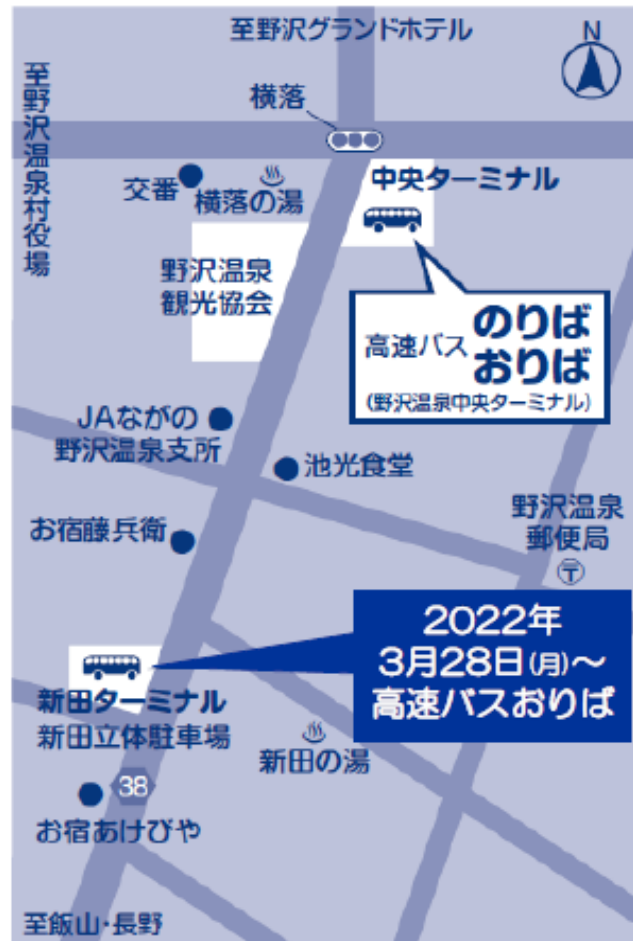 至野沢グランドホテル
N
至野沢温泉村役場
横落
交番
横落の湯
中央ターミナル
野沢温泉
観光協会
高速バス
のりば
おりば
(野沢温泉中央ターミナル)
JAながの
野沢温泉支所
池光食堂
お宿藤兵衛
野沢温泉
郵便局
〒
2022年
3月28日(月)～
高速バスおりば
新田ターミナル
新田立体駐車場
新田の湯
38
お宿あけびや
至飯山・長野